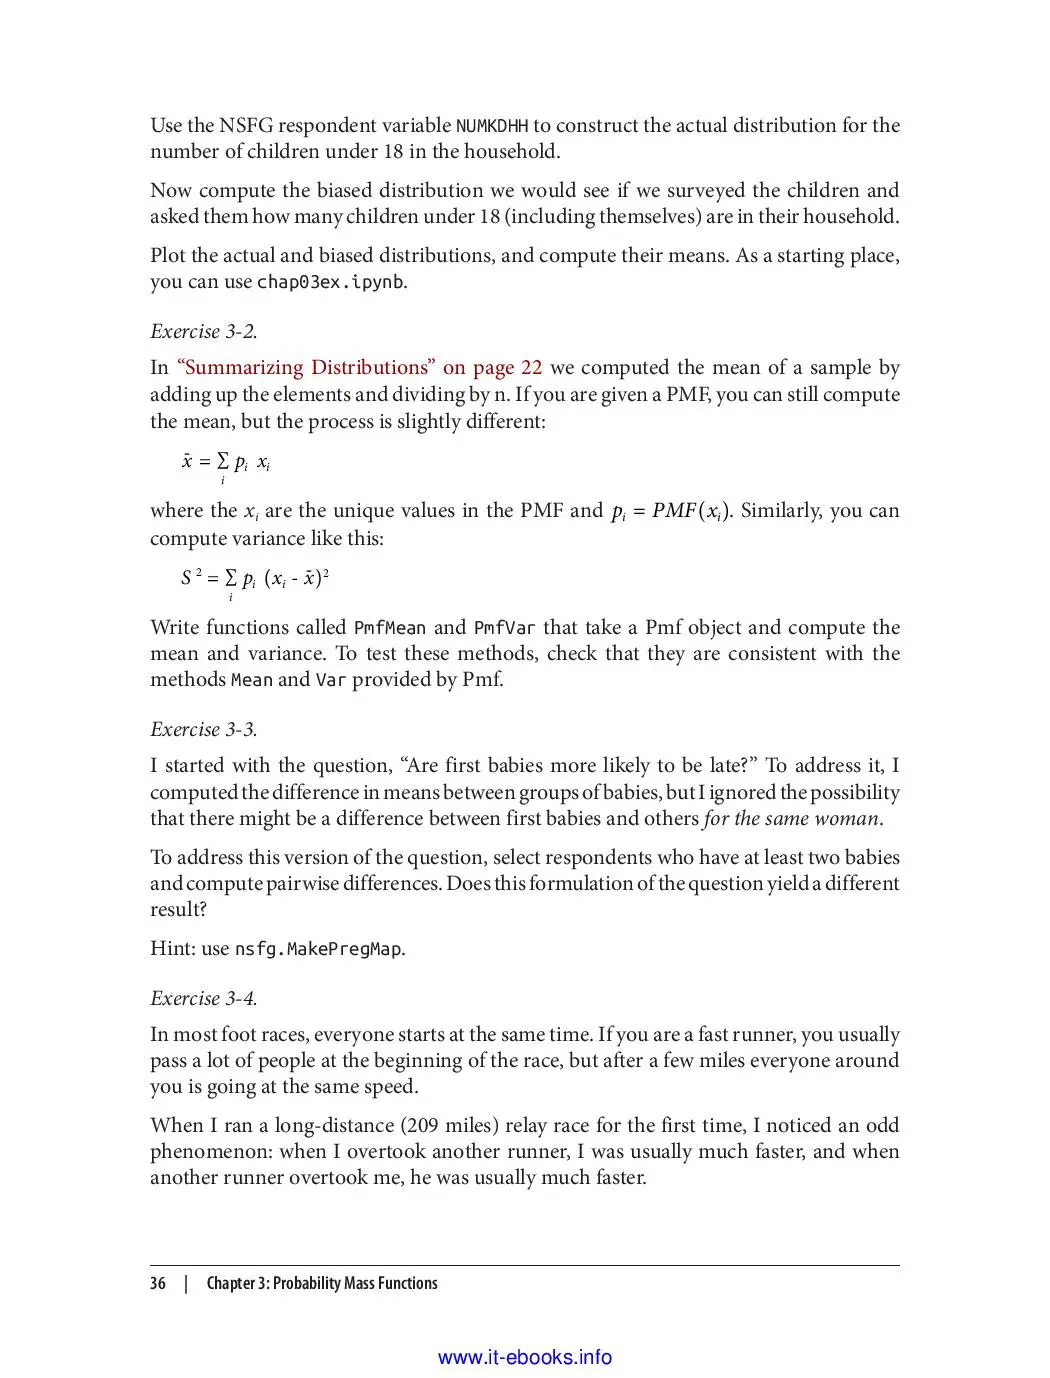 Use the NSFG respondent variable NUMKDHH to construct the actual distribution for the
number of children under 18 in the household.
Now compute the biased distribution we would see if we surveyed the children and
asked them how many children under 18 (including themselves) are in their household.
Plot the actual and biased distributions, and compute their means. As a starting place,
you can use chap03ex.ipynb.
Exercise 3-2.
In “Summarizing Distributions” on page 22 we computed the mean of a sample by
adding up the elements and dividing by n. If you are given a PMF, you can still compute
the mean, but the process is slightly different:
x̄ = ∑ pᵢ xᵢ
i
where the xᵢ are the unique values in the PMF and pᵢ = PMF(xᵢ). Similarly, you can
compute variance like this:
S ² = ∑ pᵢ (xᵢ - x̄)²
i
Write functions called PmfMean and PmfVar that take a Pmf object and compute the
mean and variance. To test these methods, check that they are consistent with the
methods Mean and Var provided by Pmf.
Exercise 3-3.
I started with the question, “Are first babies more likely to be late?” To address it, I
computed the difference in means between groups of babies, but I ignored the possibility
that there might be a difference between first babies and others for the same woman.
To address this version of the question, select respondents who have at least two babies
and compute pairwise differences. Does this formulation of the question yield a different
result?
Hint: use nsfg.MakePregMap.
Exercise 3-4.
In most foot races, everyone starts at the same time. If you are a fast runner, you usually
pass a lot of people at the beginning of the race, but after a few miles everyone around
you is going at the same speed.
When I ran a long-distance (209 miles) relay race for the first time, I noticed an odd
phenomenon: when I overtook another runner, I was usually much faster, and when
another runner overtook me, he was usually much faster.
36 | Chapter 3: Probability Mass Functions
www.it-ebooks.info